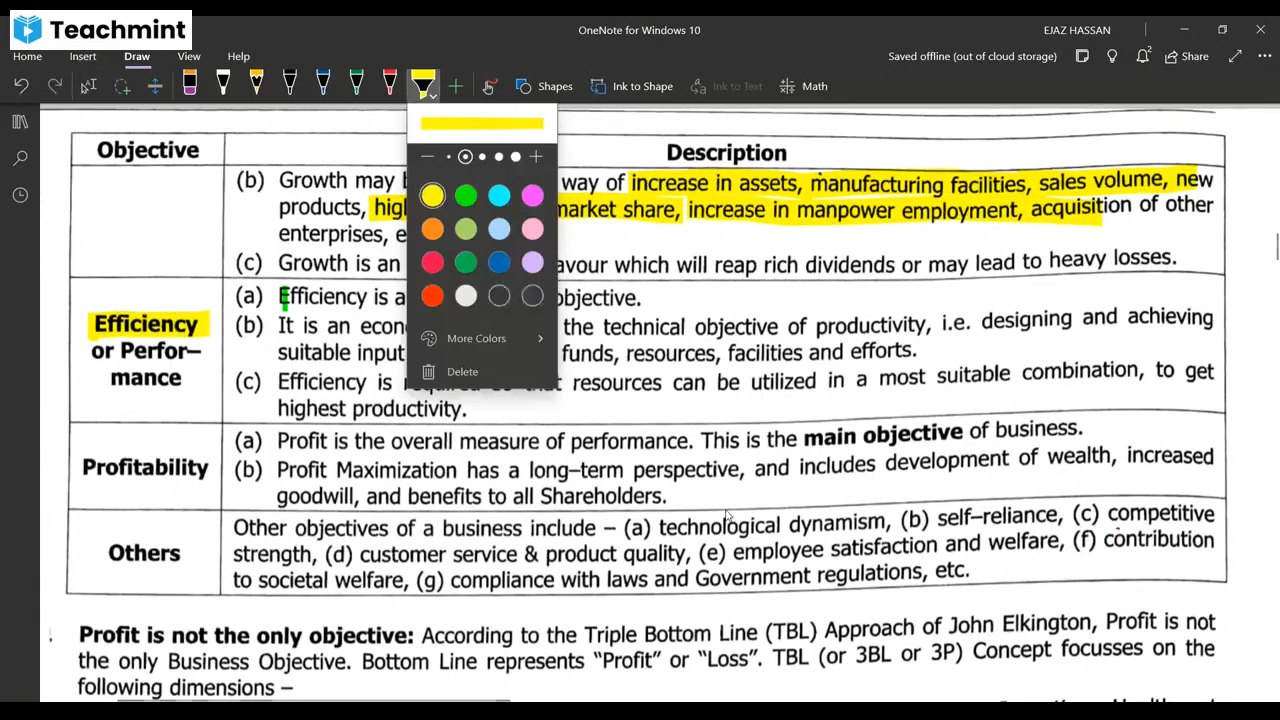 Teachmint
OneNote for Windows 10
EJAZ HASSAN
Home Insert Draw View Help
Saved offline (out of cloud storage)
Share
Shapes
Ink to Shape
Ink to Text
Math
Objective
Description
(b) Growth may way of increase in assets, manufacturing facilities, sales volume, new
products, market share, increase in manpower employment, acquisition of other
enterprises,
(c) Growth is an which will reap rich dividends or may lead to heavy losses.
Efficiency
or Perfor-
mance
(a) Efficiency is objective.
(b) It is an the technical objective of productivity, i.e. designing and achieving
suitable input funds, resources, facilities and efforts.
(c) Efficiency is resources can be utilized in a most suitable combination, to get
highest productivity.
More Colors
Delete
Profitability
(a) Profit is the overall measure of performance. This is the main objective of business.
(b) Profit Maximization has a long-term perspective, and includes development of wealth, increased
goodwill, and benefits to all Shareholders.
Others
Other objectives of a business include – (a) technological dynamism, (b) self-reliance, (c) competitive
strength, (d) customer service & product quality, (e) employee satisfaction and welfare, (f) contribution
to societal welfare, (g) compliance with laws and Government regulations, etc.
Profit is not the only objective: According to the Triple Bottom Line (TBL) Approach of John Elkington, Profit is not
the only Business Objective. Bottom Line represents “Profit” or “Loss”. TBL (or 3BL or 3P) Concept focusses on the
following dimensions –